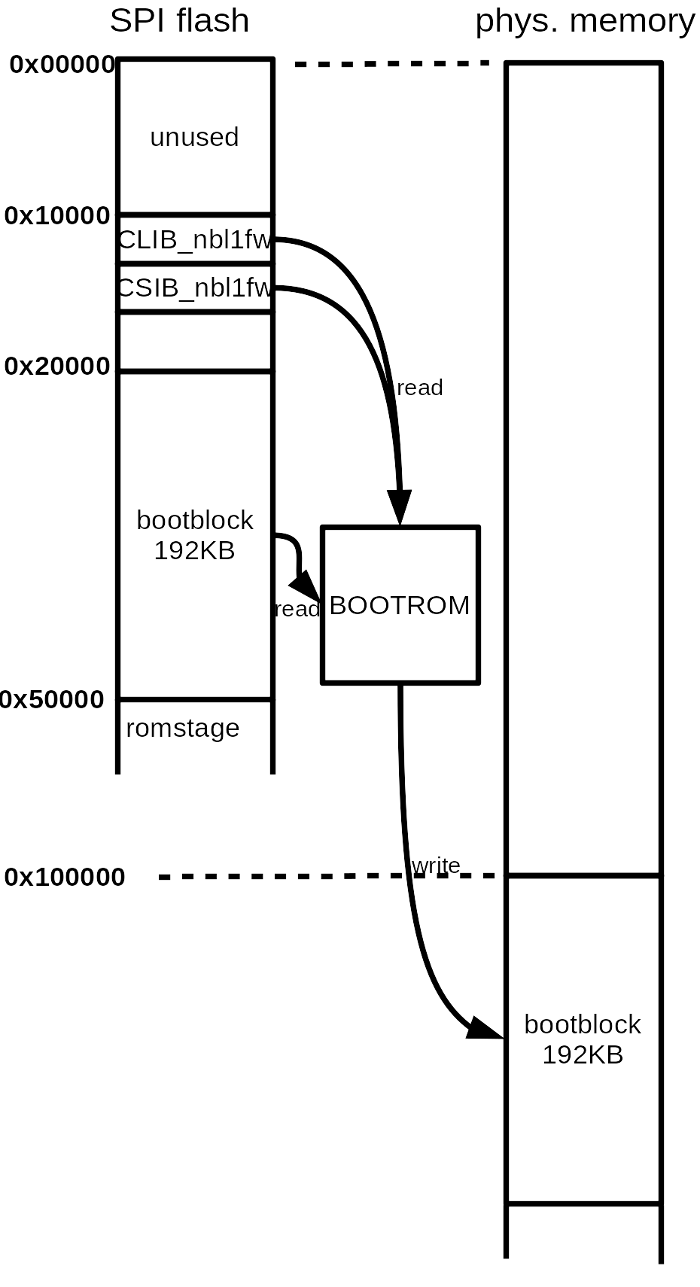 SPI flash
phys. memory
0x00000
unused
0x10000
CLIB_nbl1fw
CSIB_nbl1fw
0x20000
read
bootblock
192KB
read
BOOTROM
0x50000
romstage
write
0x100000
bootblock
192KB